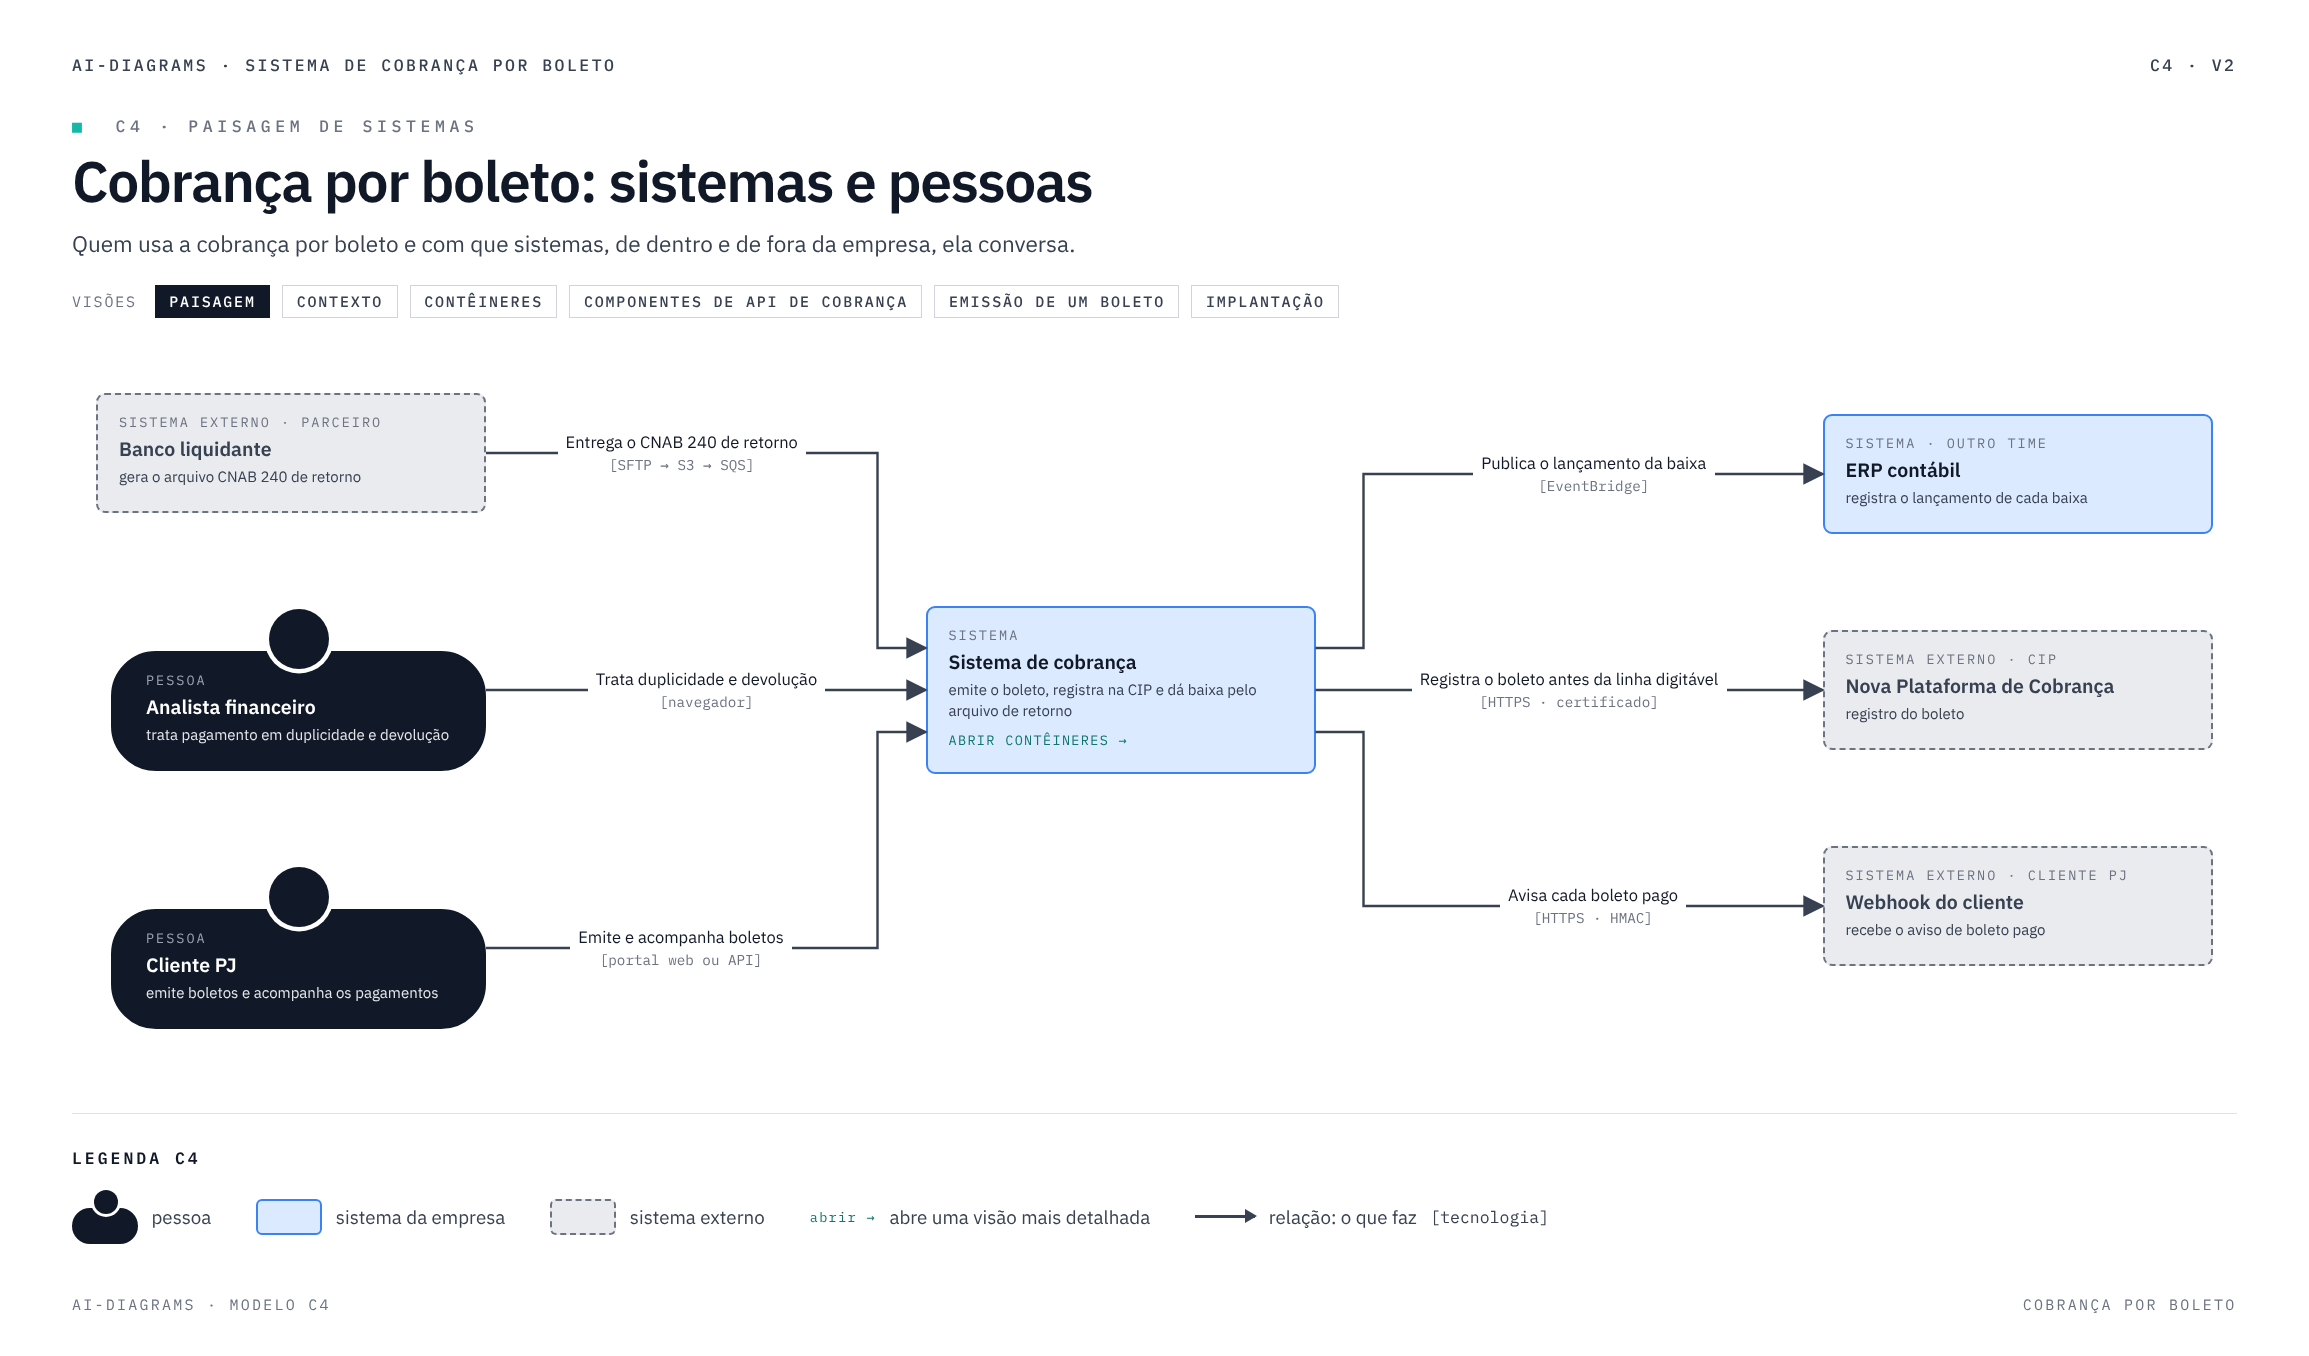 AI-DIAGRAMS · SISTEMA DE COBRANÇA POR BOLETO
C4 · V2
C4 · PAISAGEM DE SISTEMAS
Cobrança por boleto: sistemas e pessoas
Quem usa a cobrança por boleto e com que sistemas, de dentro e de fora da empresa, ela conversa.
VISÕES PAISAGEM CONTEXTO CONTÊINERES COMPONENTES DE API DE COBRANÇA EMISSÃO DE UM BOLETO IMPLANTAÇÃO
SISTEMA EXTERNO · PARCEIRO
Banco liquidante
gera o arquivo CNAB 240 de retorno
Entrega o CNAB 240 de retorno
[SFTP → S3 → SQS]
Publica o lançamento da baixa
[EventBridge]
SISTEMA · OUTRO TIME
ERP contábil
registra o lançamento de cada baixa
PESSOA
Analista financeiro
trata pagamento em duplicidade e devolução
Trata duplicidade e devolução
[navegador]
SISTEMA
Sistema de cobrança
emite o boleto, registra na CIP e dá baixa pelo
arquivo de retorno
ABRIR CONTÊINERES →
Registra o boleto antes da linha digitável
[HTTPS · certificado]
SISTEMA EXTERNO · CIP
Nova Plataforma de Cobrança
registro do boleto
PESSOA
Cliente PJ
emite boletos e acompanha os pagamentos
Emite e acompanha boletos
[portal web ou API]
Avisa cada boleto pago
[HTTPS · HMAC]
SISTEMA EXTERNO · CLIENTE PJ
Webhook do cliente
recebe o aviso de boleto pago
LEGENDA C4
pessoa
sistema da empresa
sistema externo
abrir → abre uma visão mais detalhada
relação: o que faz [tecnologia]
AI-DIAGRAMS · MODELO C4
COBRANÇA POR BOLETO